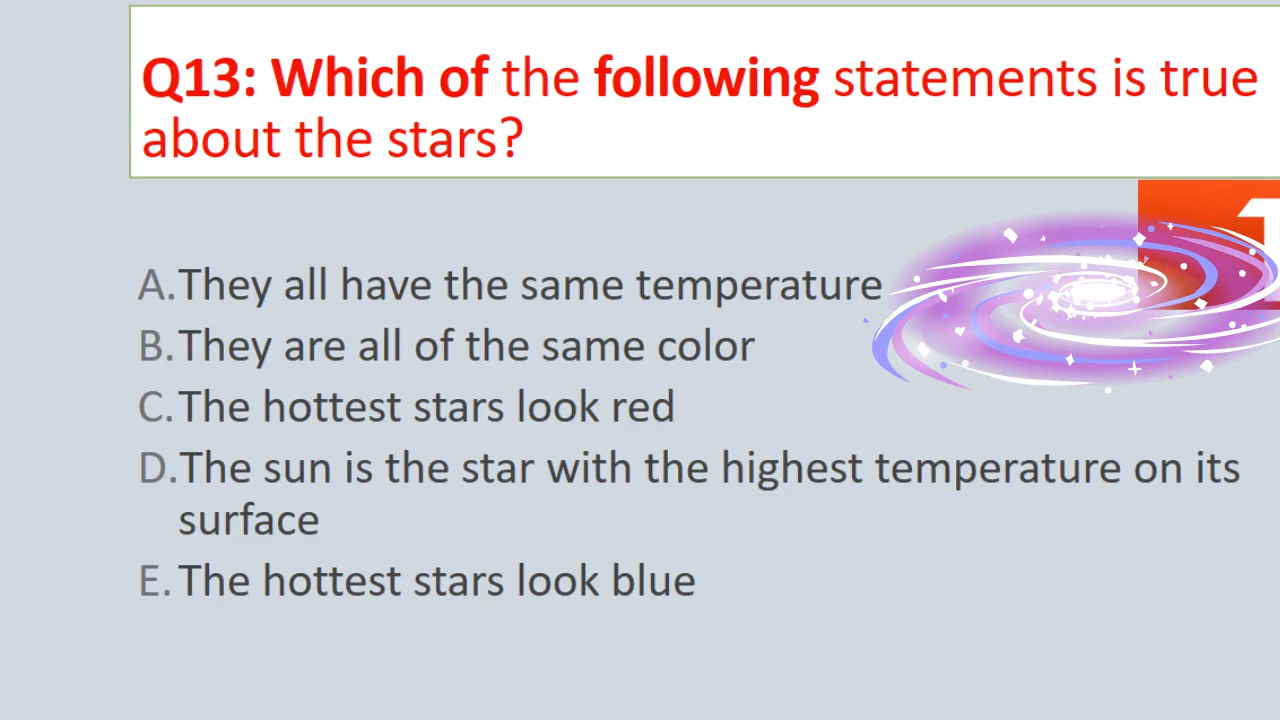 Q13: Which of the following statements is true
about the stars?
A.They all have the same temperature
B.They are all of the same color
C.The hottest stars look red
D.The sun is the star with the highest temperature on its
surface
E.The hottest stars look blue